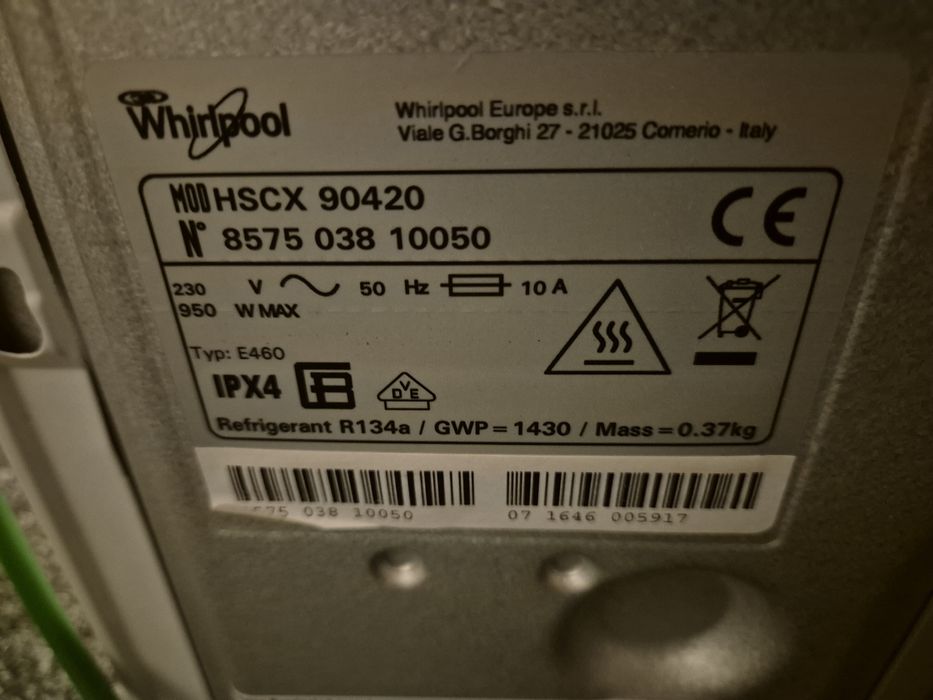 Whirlpool
Whirlpool Europe s.r.l.
Viale G.Borghi 27 - 21025 Comerio - Italy
MOD HSCX 90420
N° 8575 038 10050
CE
230 V 50 Hz 10 A
950 W MAX
Typ: E460
IPX4
DVE
Refrigerant R134a / GWP = 1430 / Mass = 0.37kg
575 038 10050
07 1646 005917